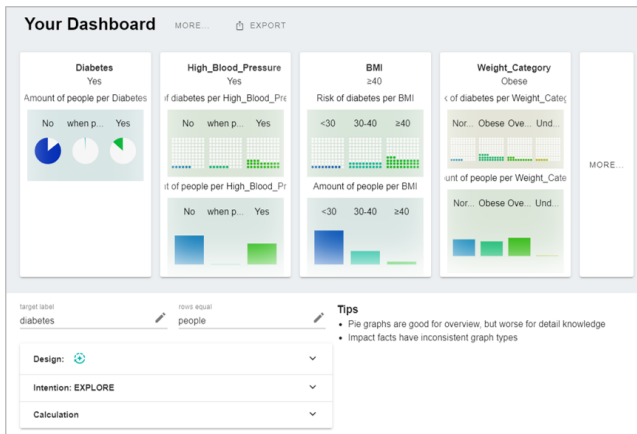 Your Dashboard MORE... EXPORT
Diabetes
Yes
Amount of people per Diabetes
No when p... Yes
High_Blood_Pressure
Yes
of diabetes per High_Blood_Pre
No when p... Yes
nt of people per High_Blood_Pr
No when p... Yes
BMI
≥40
Risk of diabetes per BMI
<30 30-40 ≥40
Amount of people per BMI
<30 30-40 ≥40
Weight_Category
Obese
of diabetes per Weight_Categ
Nor... Obese Ove... Und...
unt of people per Weight_Cate
Nor... Obese Ove... Und...
MORE...
target label
diabetes
rows equal
people
Design:
Intention: EXPLORE
Calculation
Tips
• Pie graphs are good for overview, but worse for detail knowledge
• Impact facts have inconsistent graph types